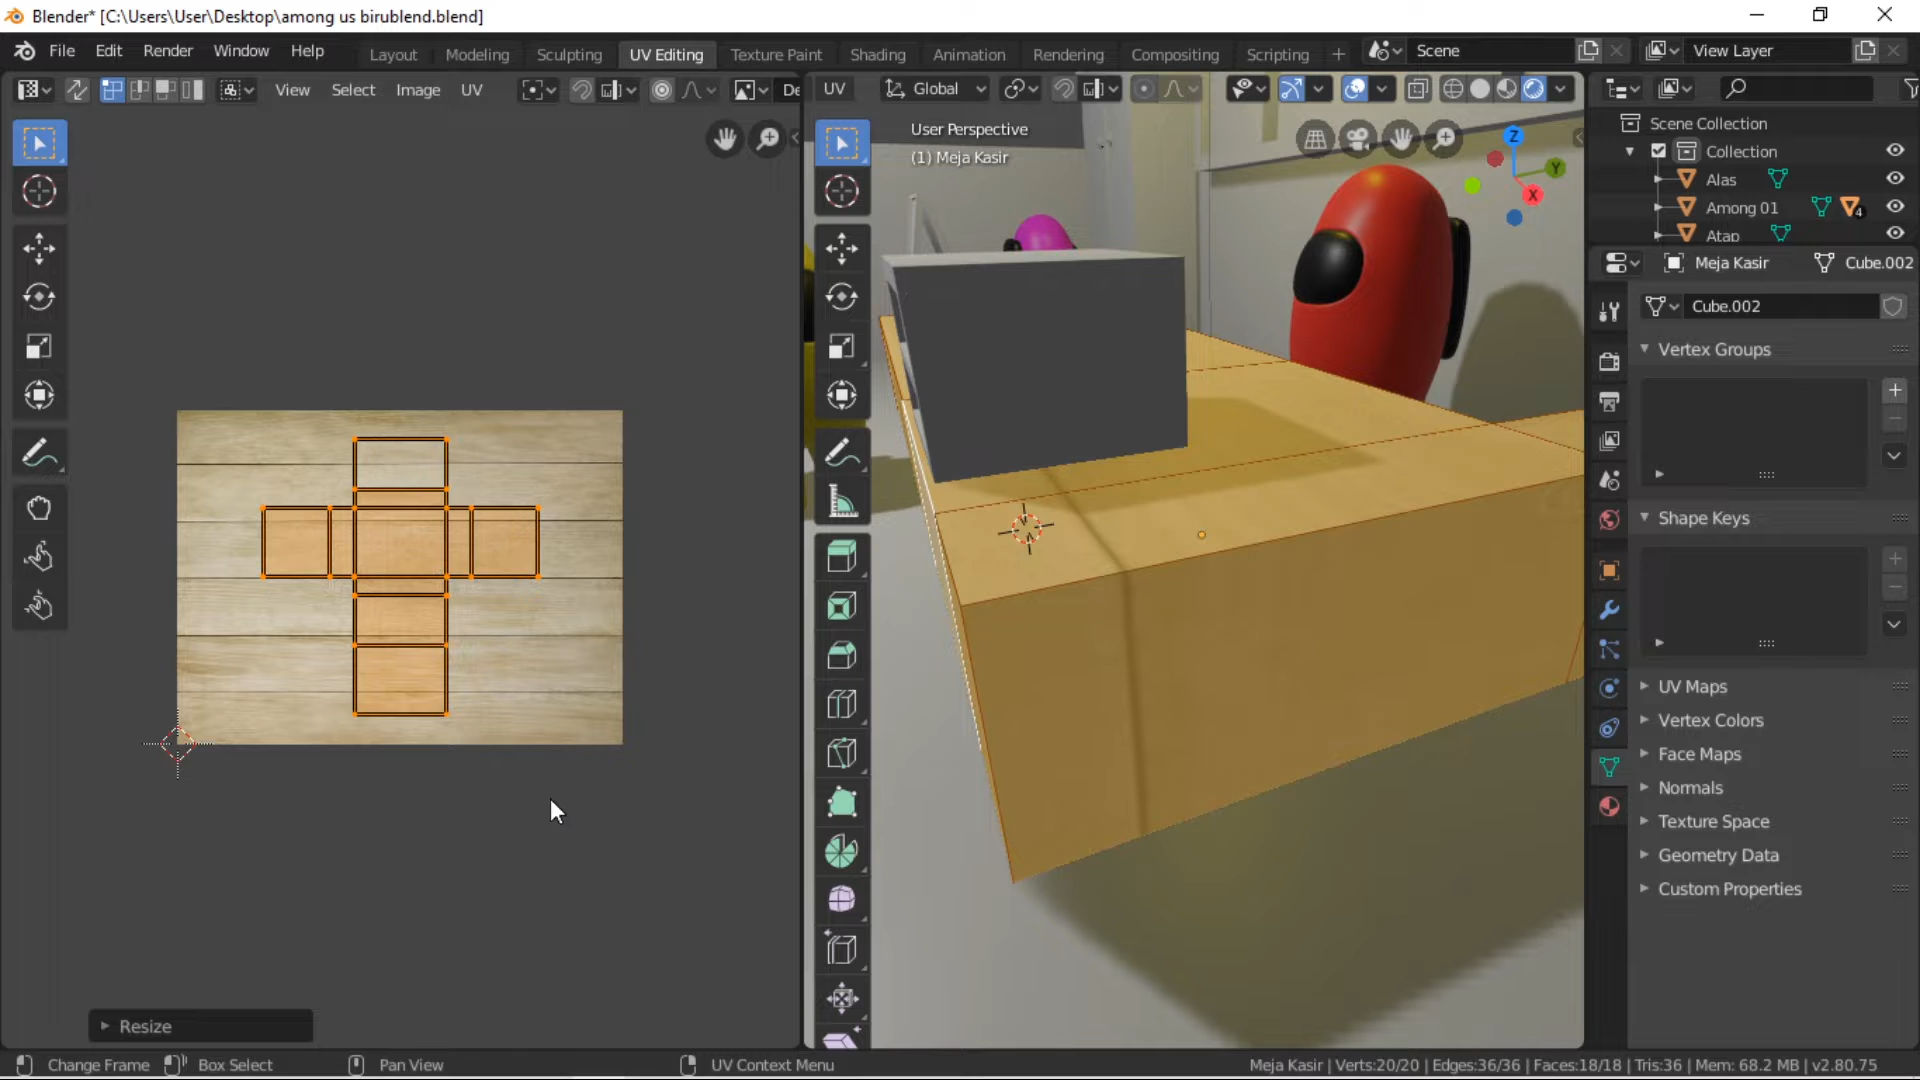 Blender* [C:\Users\User\Desktop\among us birublend.blend]
File Edit Render Window Help
Layout Modeling Sculpting UV Editing Texture Paint Shading Animation Rendering Compositing Scripting +
Scene
View Layer
View Select Image UV
De
UV Global
User Perspective
(1) Meja Kasir
Z
Y
X
Scene Collection
Collection
Alas
Among 01
4
Atap
Meja Kasir
Cube.002
Cube.002
Vertex Groups
Shape Keys
UV Maps
Vertex Colors
Face Maps
Normals
Texture Space
Geometry Data
Custom Properties
Resize
Change Frame
Box Select
Pan View
UV Context Menu
Meja Kasir | Verts:20/20 | Edges:36/36 | Faces:18/18 | Tris:36 | Mem: 68.2 MB | v2.80.75